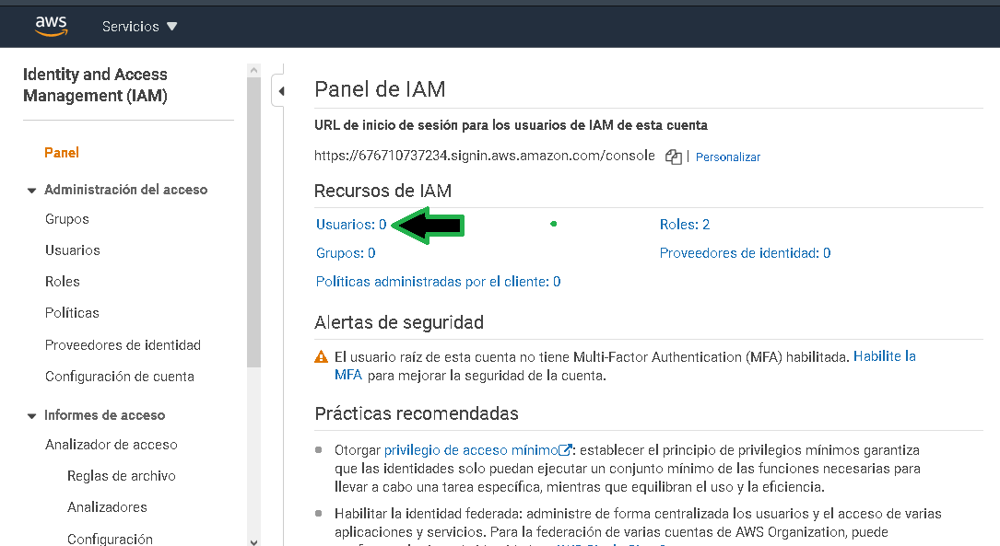 aws
Servicios
Identity and Access
Management (IAM)
Panel
Administración del acceso
Grupos
Usuarios
Roles
Políticas
Proveedores de identidad
Configuración de cuenta
Informes de acceso
Analizador de acceso
Reglas de archivo
Analizadores
Configuración
Panel de IAM
URL de inicio de sesión para los usuarios de IAM de esta cuenta
https://676710737234.signin.aws.amazon.com/console | Personalizar
Recursos de IAM
Usuarios: 0
Roles: 2
Grupos: 0
Proveedores de identidad: 0
Políticas administradas por el cliente: 0
Alertas de seguridad
El usuario raíz de esta cuenta no tiene Multi-Factor Authentication (MFA) habilitada. Habilite la
MFA para mejorar la seguridad de la cuenta.
Prácticas recomendadas
Otorgar privilegio de acceso mínimo: establecer el principio de privilegios mínimos garantiza
que las identidades solo puedan ejecutar un conjunto mínimo de las funciones necesarias para
llevar a cabo una tarea específica, mientras que equilibran el uso y la eficiencia.
Habilitar la identidad federada: administre de forma centralizada los usuarios y el acceso de varias
aplicaciones y servicios. Para la federación de varias cuentas de AWS Organization, puede